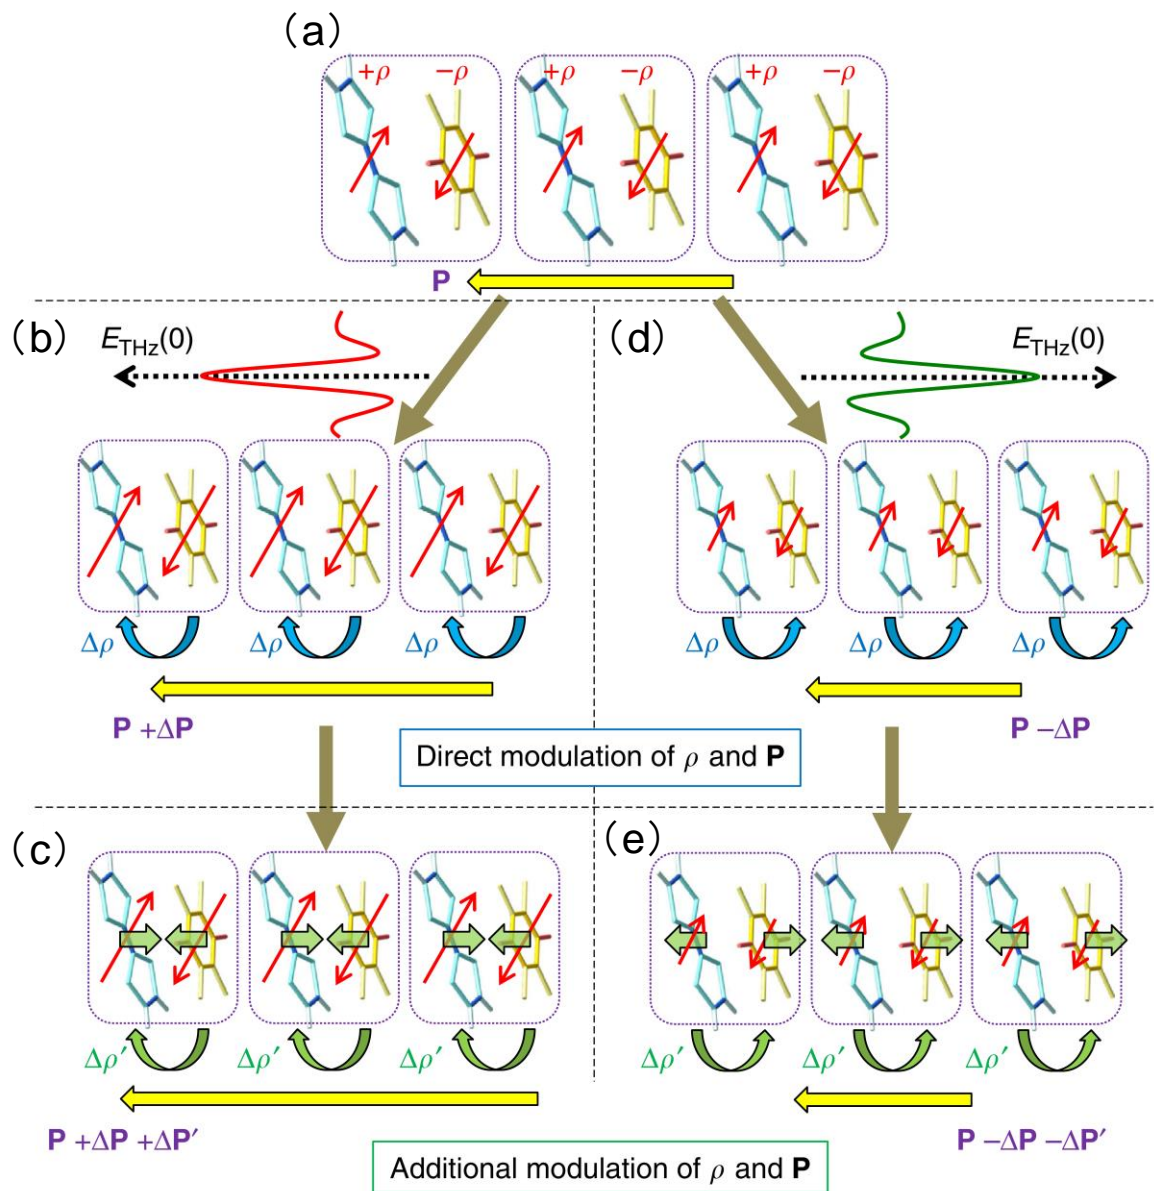 (a)
+ρ −ρ +ρ −ρ +ρ −ρ
P
(b)
E_THz(0)
(d)
E_THz(0)
Δρ Δρ Δρ
Δρ Δρ Δρ
P +ΔP
P −ΔP
Direct modulation of ρ and P
(c)
(e)
Δρ′ Δρ′ Δρ′
Δρ′ Δρ′ Δρ′
P +ΔP +ΔP′
P −ΔP −ΔP′
Additional modulation of ρ and P